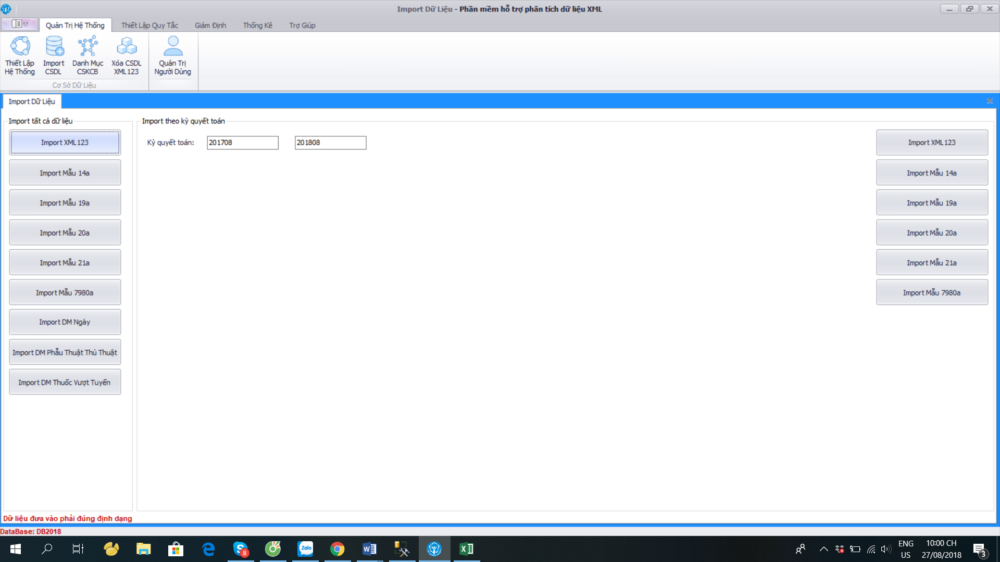 Import Dữ Liệu - Phần mềm hỗ trợ phân tích dữ liệu XML
Quản Trị Hệ Thống
Thiết Lập Quy Tắc
Giám Định
Thống Kê
Trợ Giúp
Thiết Lập
Hệ Thống
Import
CSDL
Danh Mục
CSKCB
Xóa CSDL
XML123
Quản Trị
Người Dùng
Cơ Sở Dữ Liệu
Import Dữ Liệu
Import tất cả dữ liệu
Import XML123
Import Mẫu 14a
Import Mẫu 19a
Import Mẫu 20a
Import Mẫu 21a
Import Mẫu 7980a
Import DM Ngày
Import DM Phẫu Thuật Thủ Thuật
Import DM Thuốc Vượt Tuyến
Import theo kỳ quyết toán
Kỳ quyết toán: 201708 201808
Import XML123
Import Mẫu 14a
Import Mẫu 19a
Import Mẫu 20a
Import Mẫu 21a
Import Mẫu 7980a
Dữ liệu đưa vào phải đúng định dạng
DataBase: DB2018
8
Zalo
ENG
US
10:00 CH
27/08/2018
3